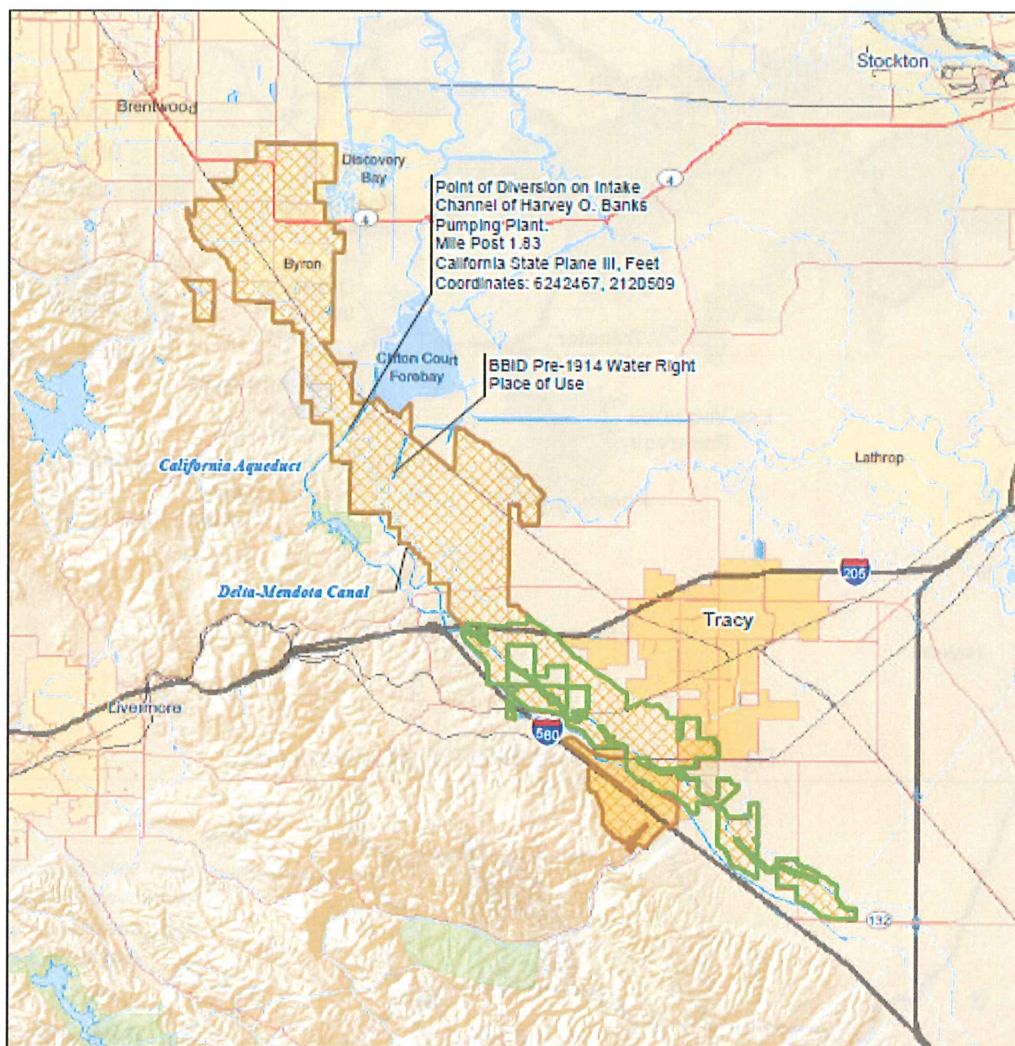 Stockton
Brentwood
Discovery
Bay
4
4
Point of Diversion on Intake
Channel of Harvey O. Banks
Pumping Plant.
Mile Post 1.83
California State Plane III, Feet
Coordinates: 6242467, 2120509
Byron
Clifton Court
Forebay
BBID Pre-1914 Water Right
Place of Use
California Aqueduct
Lathrop
Delta-Mendota Canal
205
Tracy
Livermore
580
132